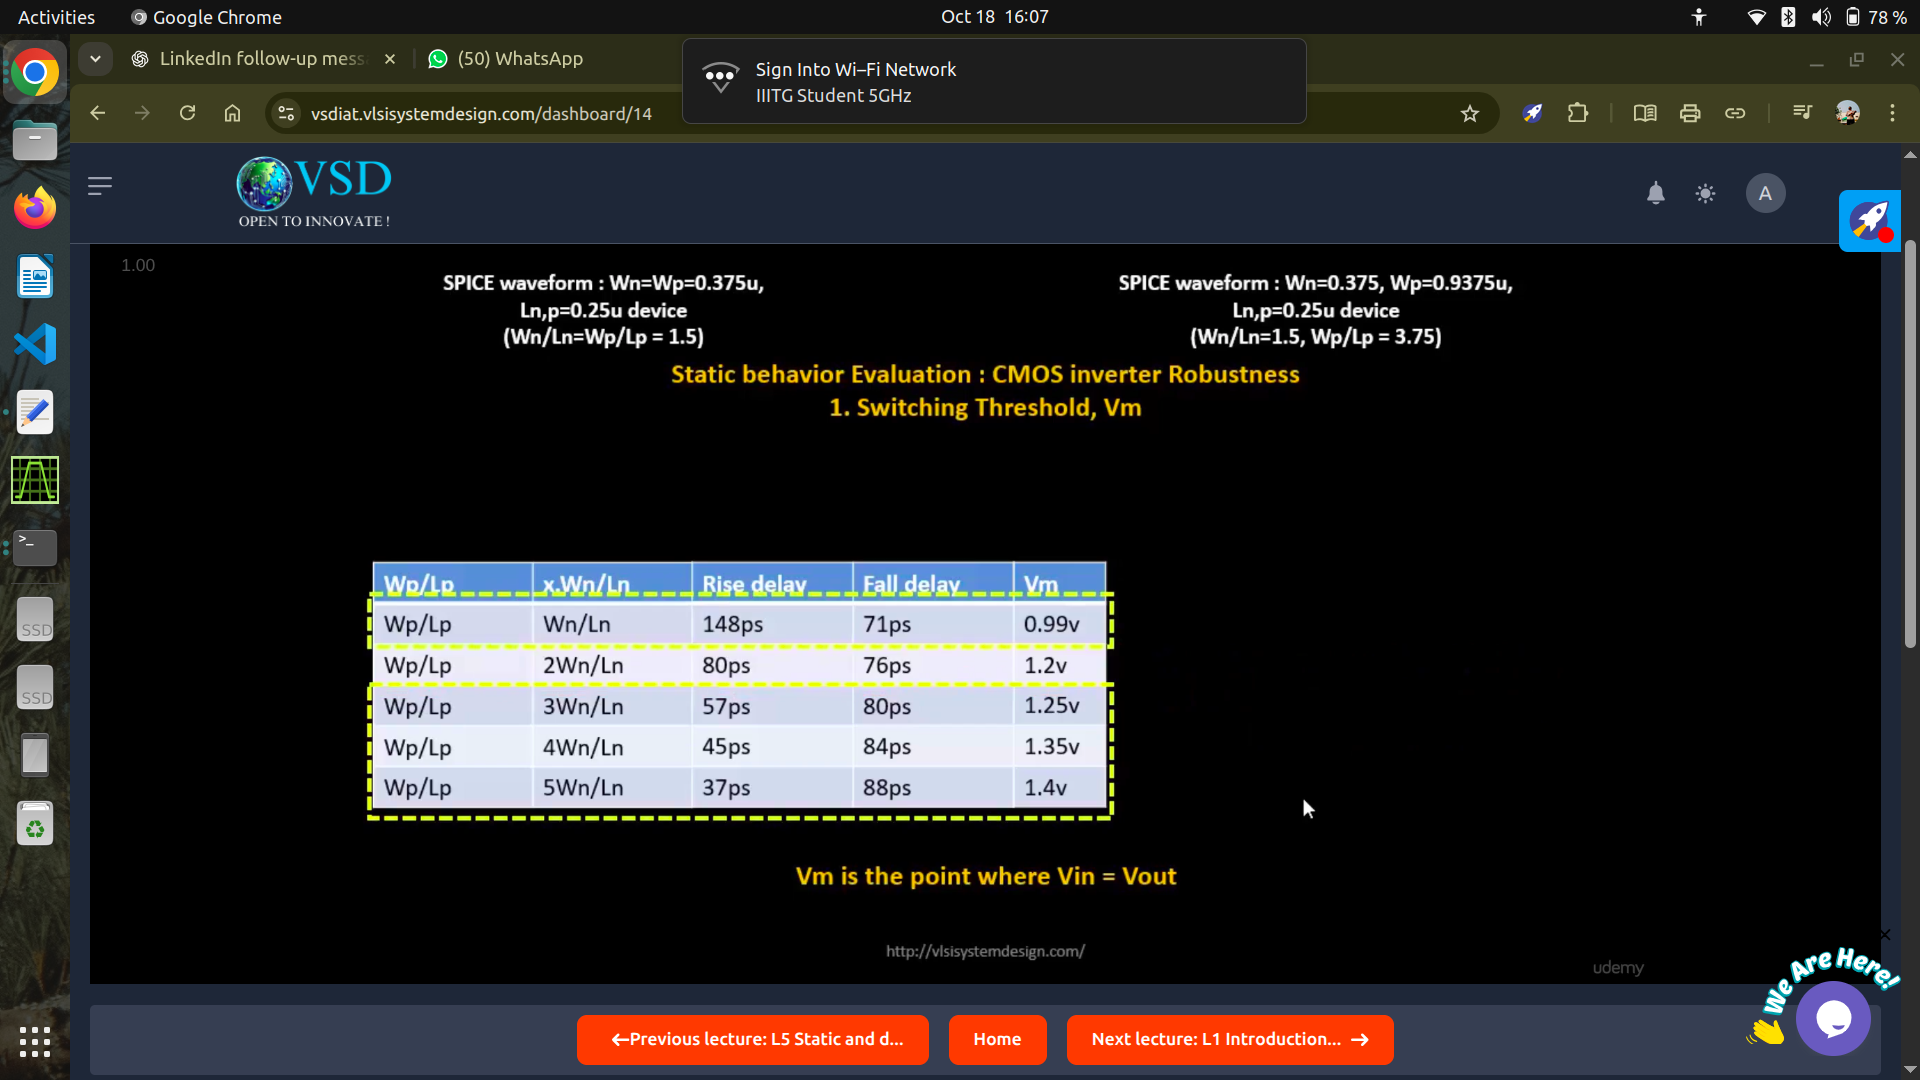 Activities
Google Chrome
Oct 18 16:07
78 %
LinkedIn follow-up mess
(50) WhatsApp
Sign Into Wi–Fi Network
IIITG Student 5GHz
vsdiat.vlsisystemdesign.com/dashboard/14
VSD
OPEN TO INNOVATE !
A
1.00
SPICE waveform : Wn=Wp=0.375u,
Ln,p=0.25u device
(Wn/Ln=Wp/Lp = 1.5)
SPICE waveform : Wn=0.375, Wp=0.9375u,
Ln,p=0.25u device
(Wn/Ln=1.5, Wp/Lp = 3.75)
Static behavior Evaluation : CMOS inverter Robustness
1. Switching Threshold, Vm
Wp/Lp x.Wn/Ln Rise delay Fall delay Vm
Wp/Lp Wn/Ln 148ps 71ps 0.99v
Wp/Lp 2Wn/Ln 80ps 76ps 1.2v
Wp/Lp 3Wn/Ln 57ps 80ps 1.25v
Wp/Lp 4Wn/Ln 45ps 84ps 1.35v
Wp/Lp 5Wn/Ln 37ps 88ps 1.4v
Vm is the point where Vin = Vout
http://vlsisystemdesign.com/
udemy
We Are Here!
←Previous lecture: L5 Static and d...
Home
Next lecture: L1 Introduction... →
>_
SSD
SSD